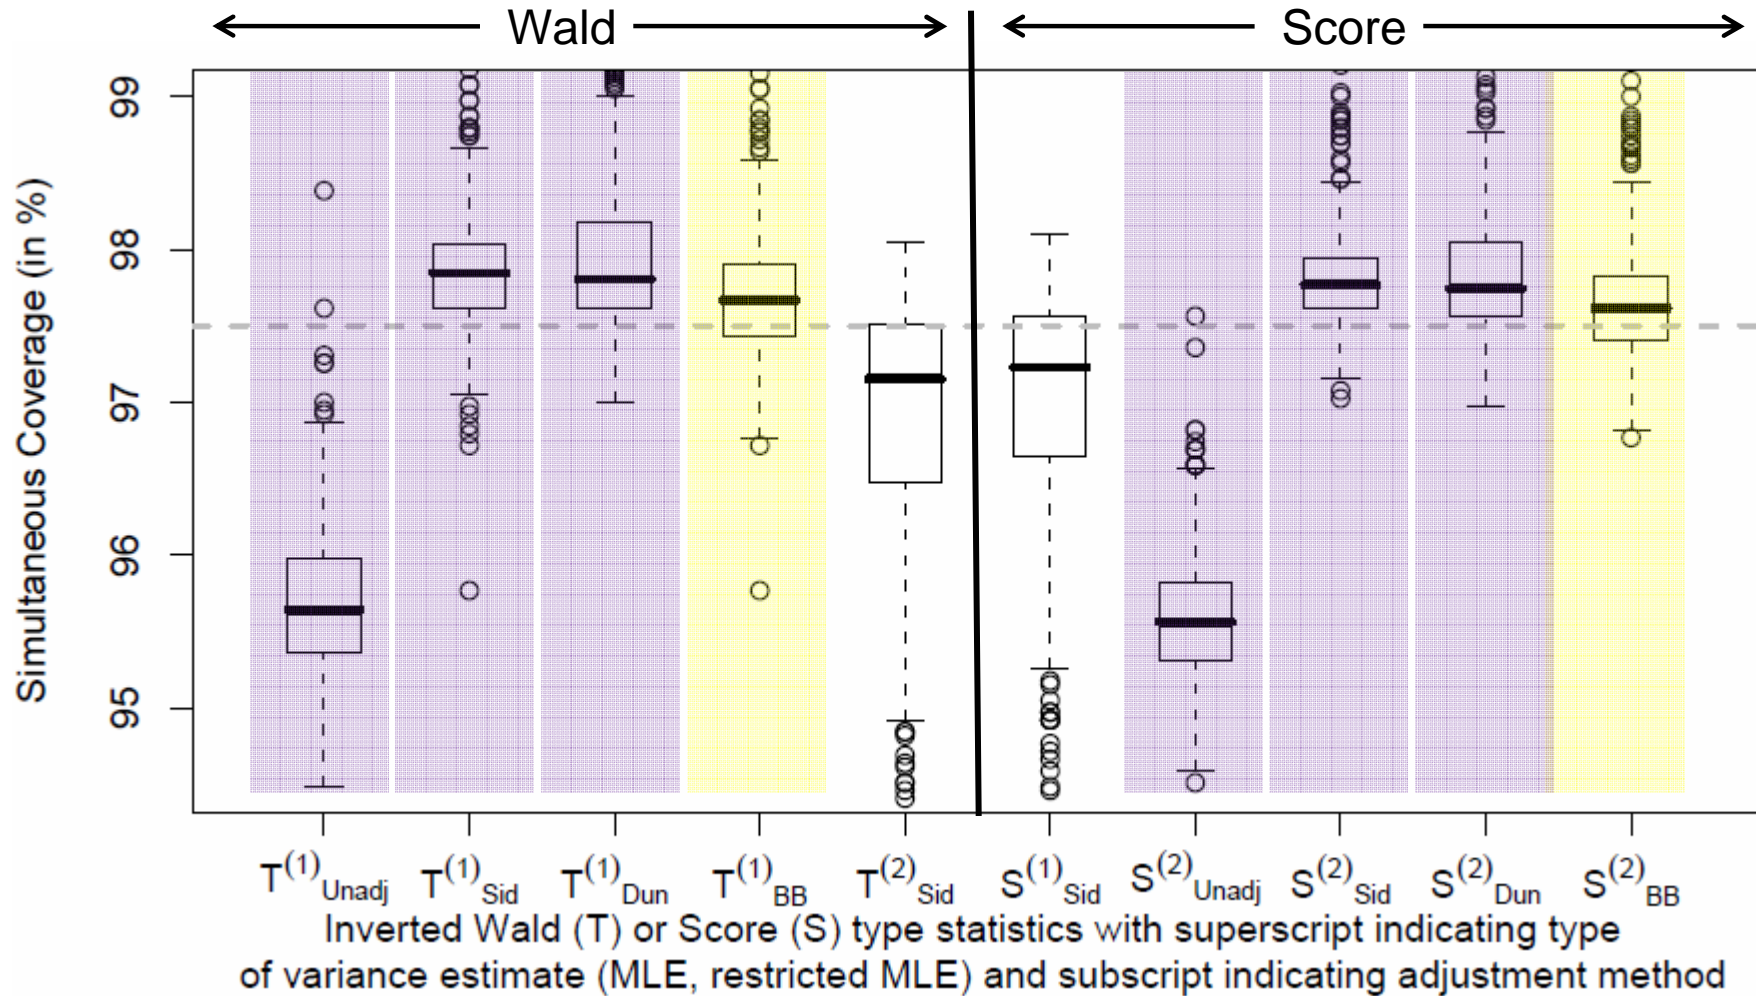 Wald Score
99
98
97
96
95
Simultaneous Coverage (in %)
T(1)Unadj T(1)Sid T(1)Dun T(1)BB T(2)Sid S(1)Sid S(2)Unadj S(2)Sid S(2)Dun S(2)BB
Inverted Wald (T) or Score (S) type statistics with superscript indicating type
of variance estimate (MLE, restricted MLE) and subscript indicating adjustment method